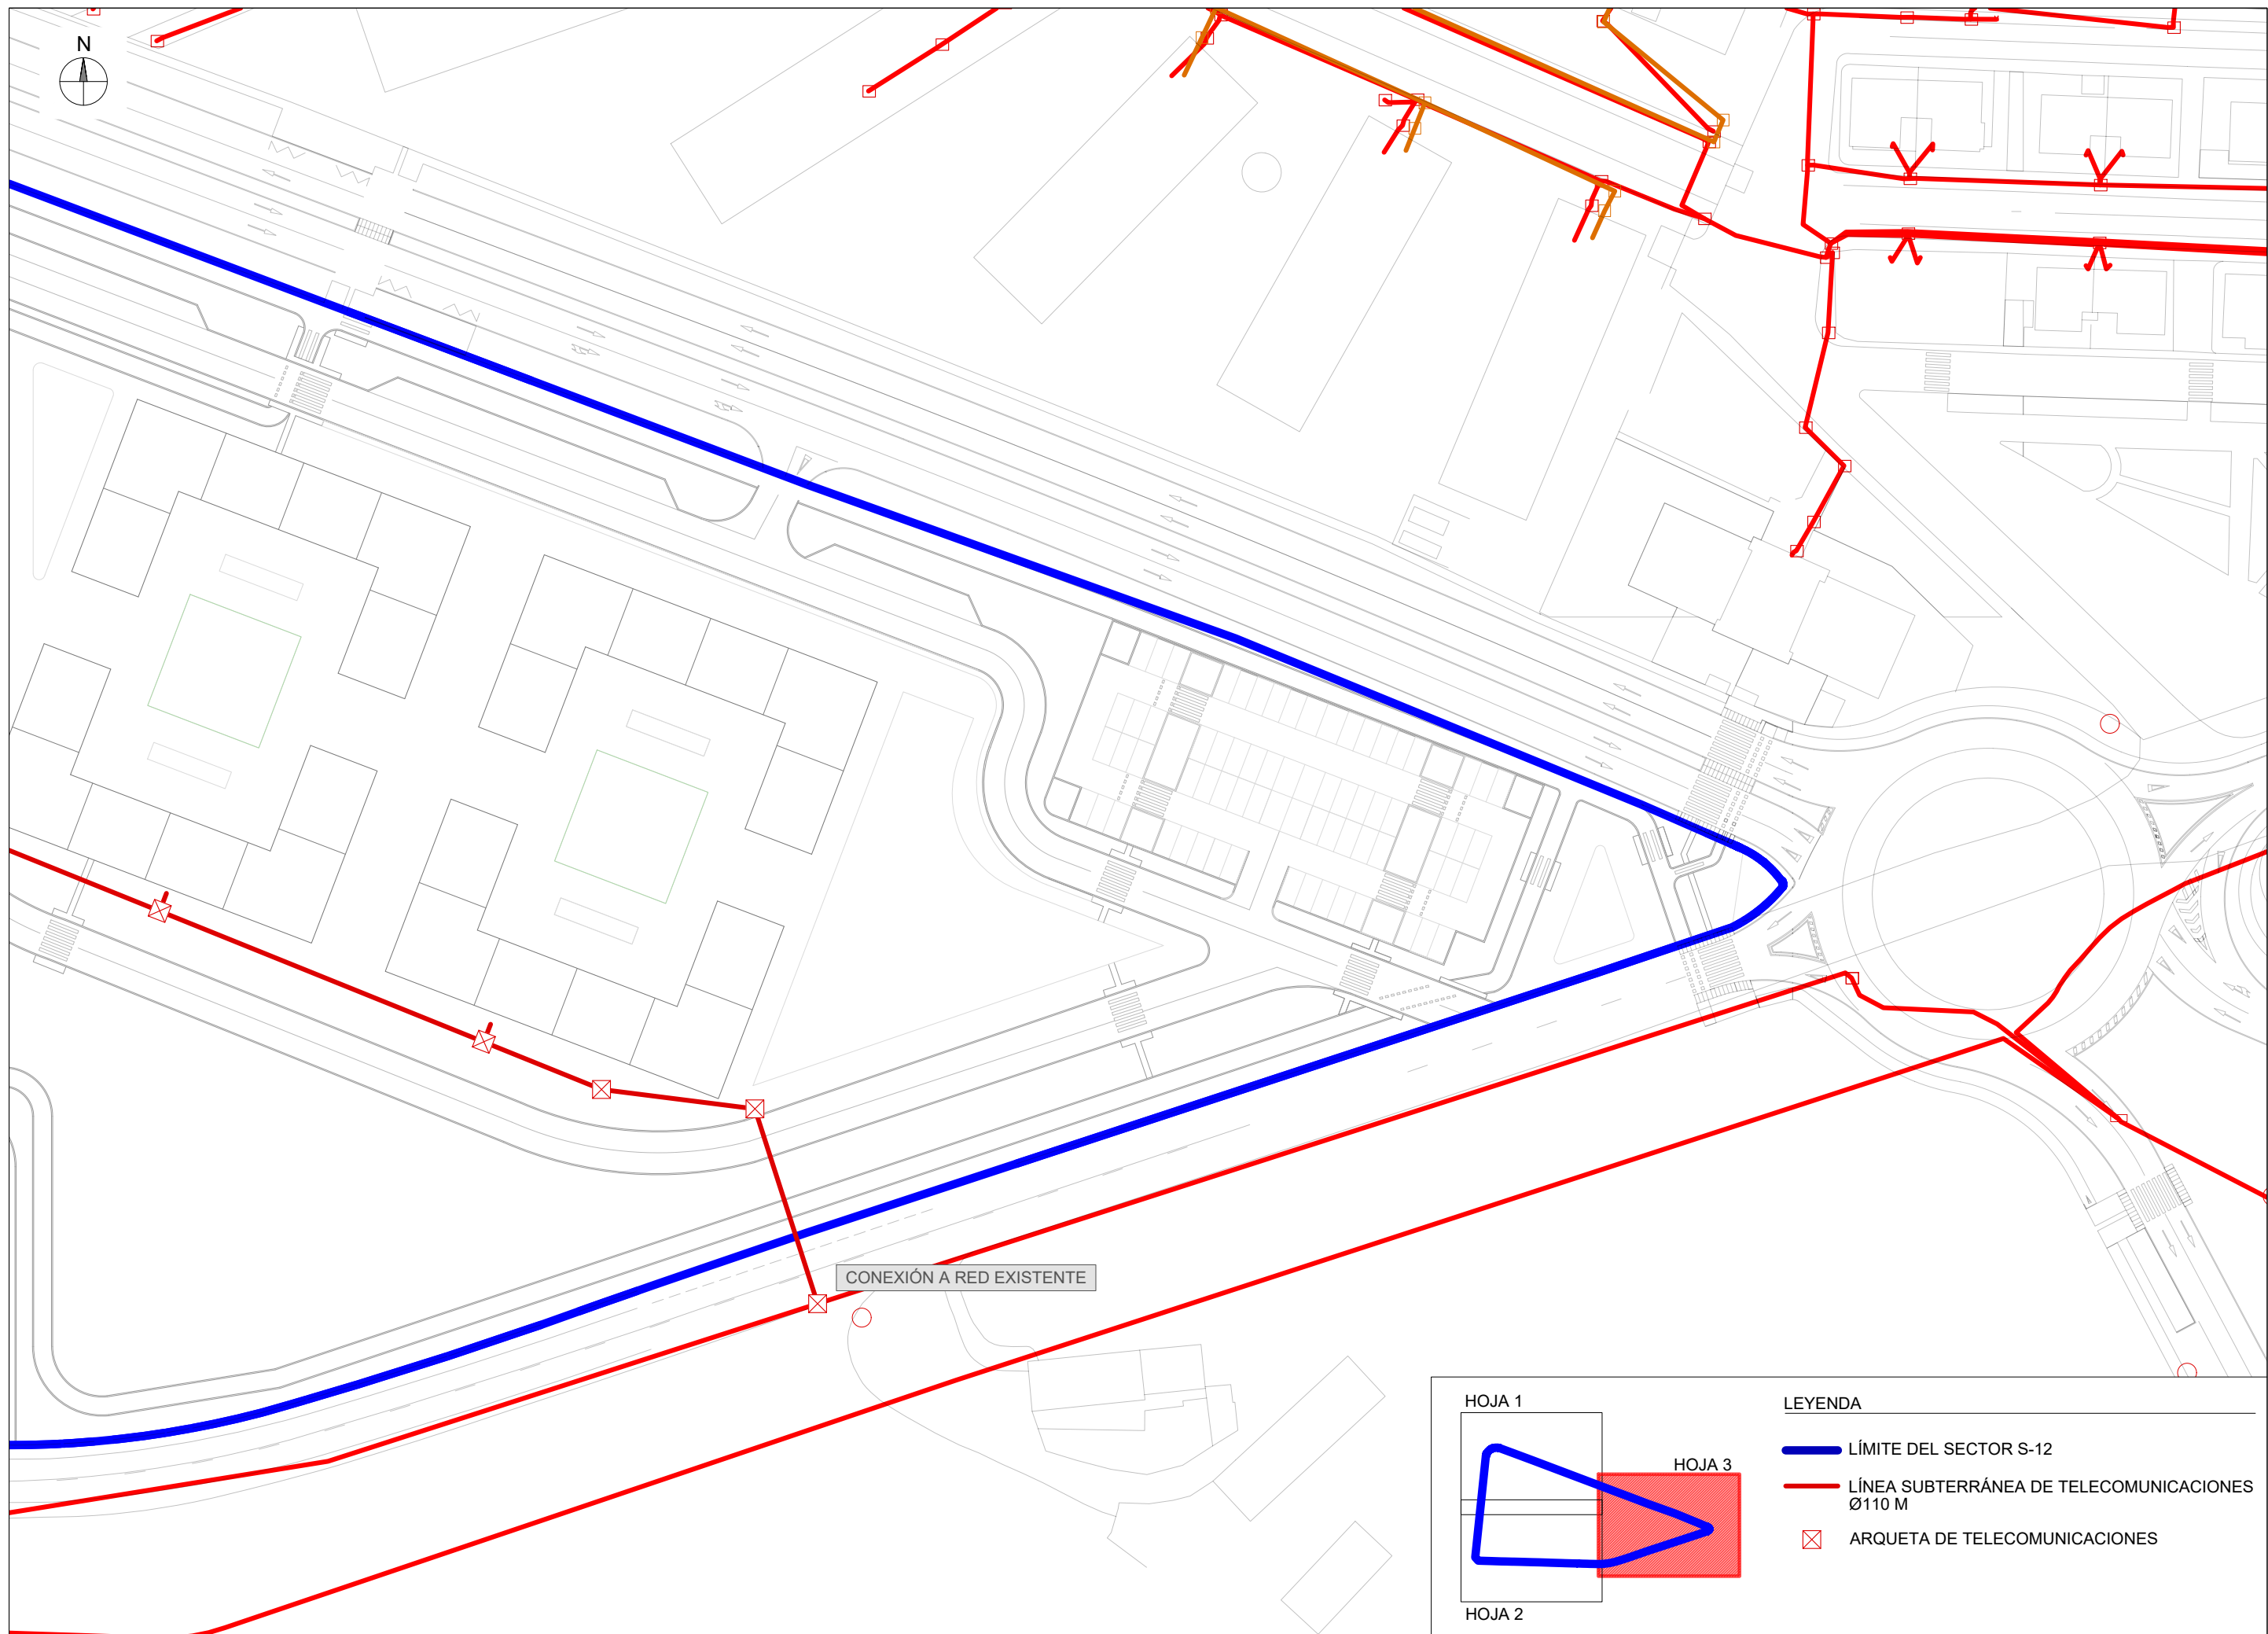 N
CONEXIÓN A RED EXISTENTE
HOJA 1
HOJA 3
HOJA 2
LEYENDA
LÍMITE DEL SECTOR S-12
LÍNEA SUBTERRÁNEA DE TELECOMUNICACIONES
Ø110 M
ARQUETA DE TELECOMUNICACIONES